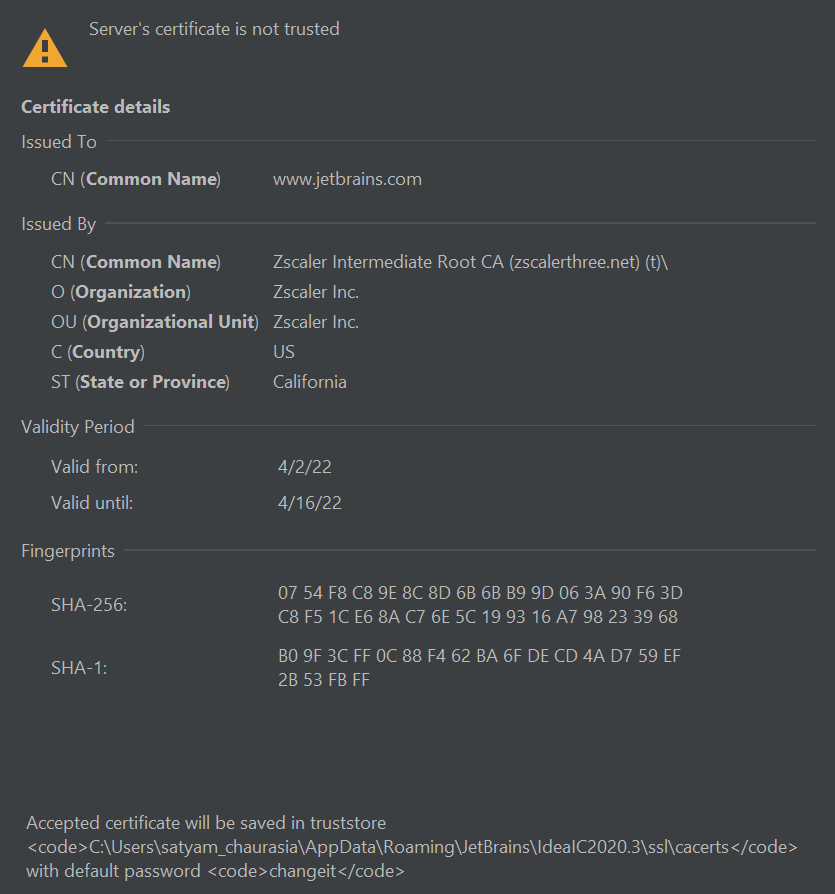 Server's certificate is not trusted
Certificate details
Issued To
CN (Common Name) www.jetbrains.com
Issued By
CN (Common Name) Zscaler Intermediate Root CA (zscalerthree.net) (t)\
O (Organization) Zscaler Inc.
OU (Organizational Unit) Zscaler Inc.
C (Country) US
ST (State or Province) California
Validity Period
Valid from: 4/2/22
Valid until: 4/16/22
Fingerprints
SHA-256: 07 54 F8 C8 9E 8C 8D 6B 6B B9 9D 06 3A 90 F6 3D
C8 F5 1C E6 8A C7 6E 5C 19 93 16 A7 98 23 39 68
SHA-1: B0 9F 3C FF 0C 88 F4 62 BA 6F DE CD 4A D7 59 EF
2B 53 FB FF
Accepted certificate will be saved in truststore
<code>C:\Users\satyam_chaurasia\AppData\Roaming\JetBrains\IdeaIC2020.3\ssl\cacerts</code>
with default password <code>changeit</code>